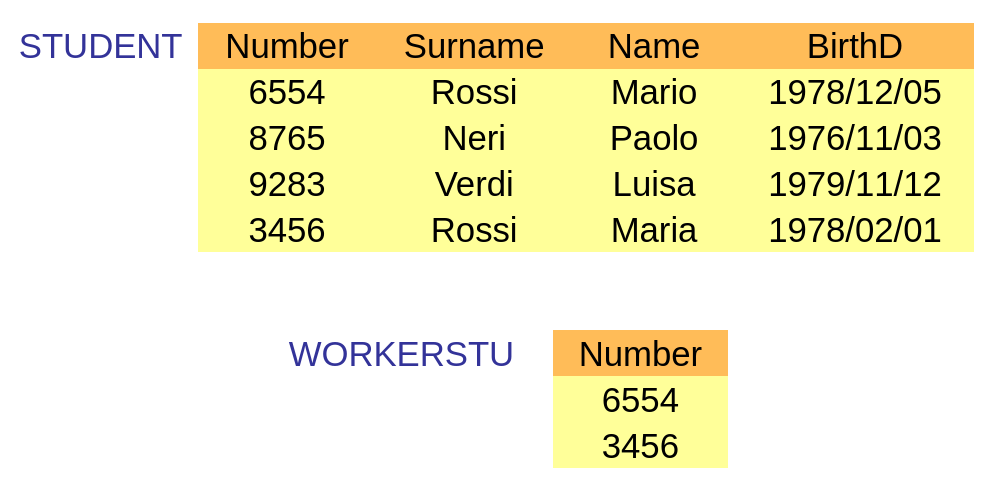 STUDENT Number Surname Name BirthD
6554 Rossi Mario 1978/12/05
8765 Neri Paolo 1976/11/03
9283 Verdi Luisa 1979/11/12
3456 Rossi Maria 1978/02/01
WORKERSTU Number
6554
3456